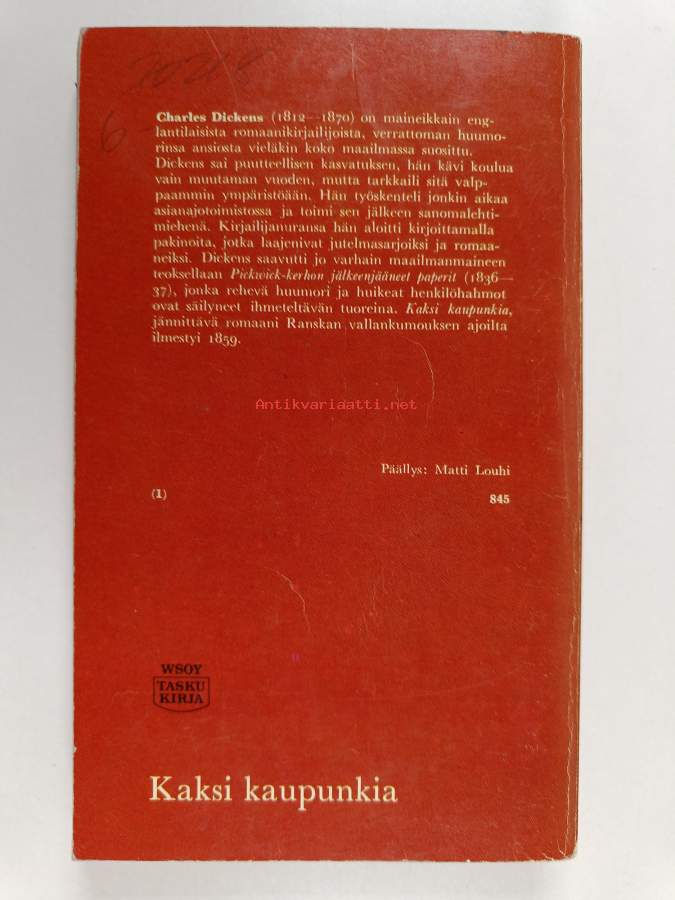 Charles Dickens (1812—1870) on maineikkain eng-
lantilaisista romaanikirjailijoista, verrattoman huumo-
rinsa ansiosta vieläkin koko maailmassa suosittu.
Dickens sai puutteellisen kasvatuksen, hän kävi koulua
vain muutaman vuoden, mutta tarkkaili sitä valp-
paammin ympäristöään. Hän työskenteli jonkin aikaa
asianajotoimistossa ja toimi sen jälkeen sanomalehti-
miehenä. Kirjailijanuransa hän aloitti kirjoittamalla
pakinoita, jotka laajenivat jutelmasarjoiksi ja romaa-
neiksi. Dickens saavutti jo varhain maailmanmaineen
teoksellaan Pickwick-kerhon jälkeenjääneet paperit (1836—
37), jonka rehevä huumori ja huikeat henkilöhahmot
ovat säilyneet ihmeteltävän tuoreina. Kaksi kaupunkia,
jännittävä romaani Ranskan vallankumouksen ajoilta
ilmestyi 1859.
Antikvariaatti.net
Päällys: Matti Louhi
(1) 845
WSOY
TASKU
KIRJA
Kaksi kaupunkia